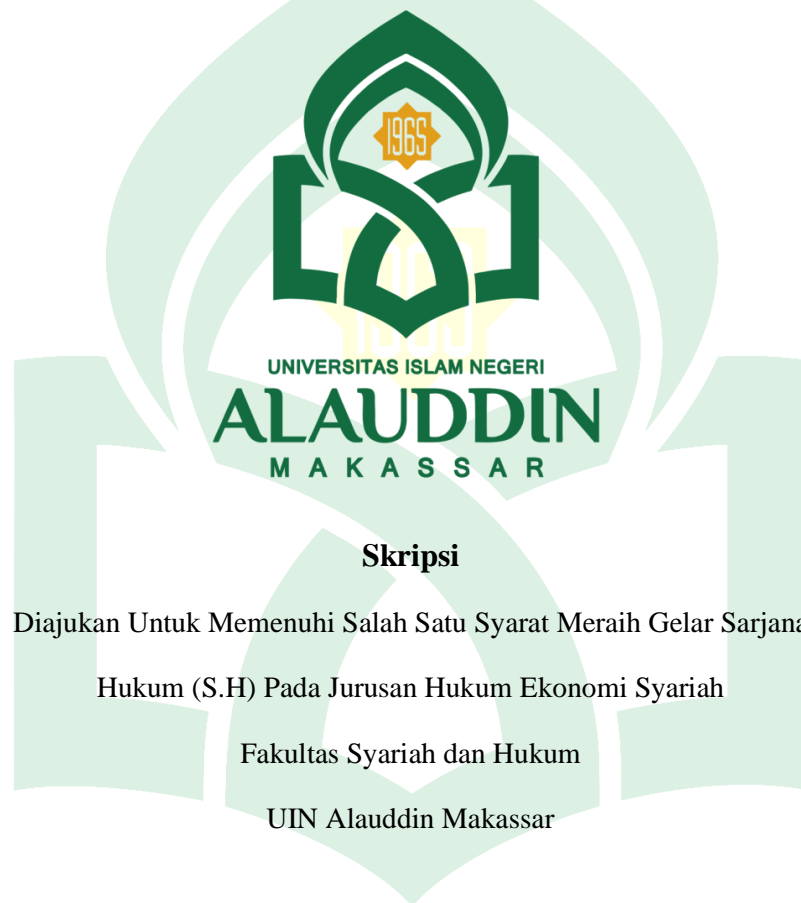 1965
UNIVERSITAS ISLAM NEGERI
ALAUDDIN
MAKASSAR
Skripsi
Diajukan Untuk Memenuhi Salah Satu Syarat Meraih Gelar Sarjana
Hukum (S.H) Pada Jurusan Hukum Ekonomi Syariah
Fakultas Syariah dan Hukum
UIN Alauddin Makassar